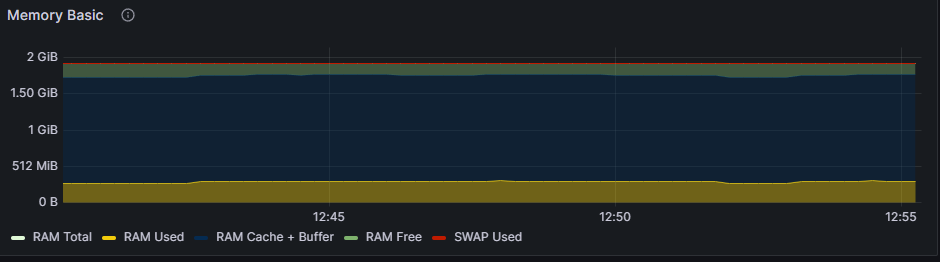 Memory Basic
2 GiB
1.50 GiB
1 GiB
512 MiB
0 B
12:45 12:50 12:55
RAM Total RAM Used RAM Cache + Buffer RAM Free SWAP Used